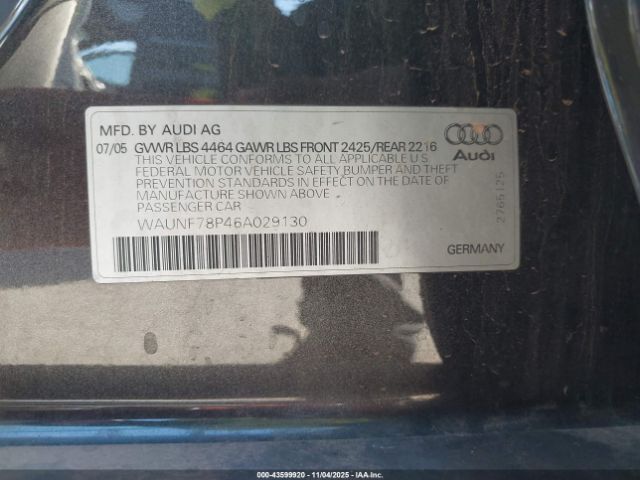 MFD. BY AUDI AG
07/05 GVWR LBS 4464 GAWR LBS FRONT 2425/REAR 2216
THIS VEHICLE CONFORMS TO ALL APPLICABLE U S
FEDERAL MOTOR VEHICLE SAFETY BUMPER AND THEFT
PREVENTION STANDARDS IN EFFECT ON THE DATE OF
MANUFACTURE SHOWN ABOVE
PASSENGER CAR
WAUNF78P46A029130
Audi
2765125
GERMANY
000-43599920 | 11/04/2025 | IAAI.COM